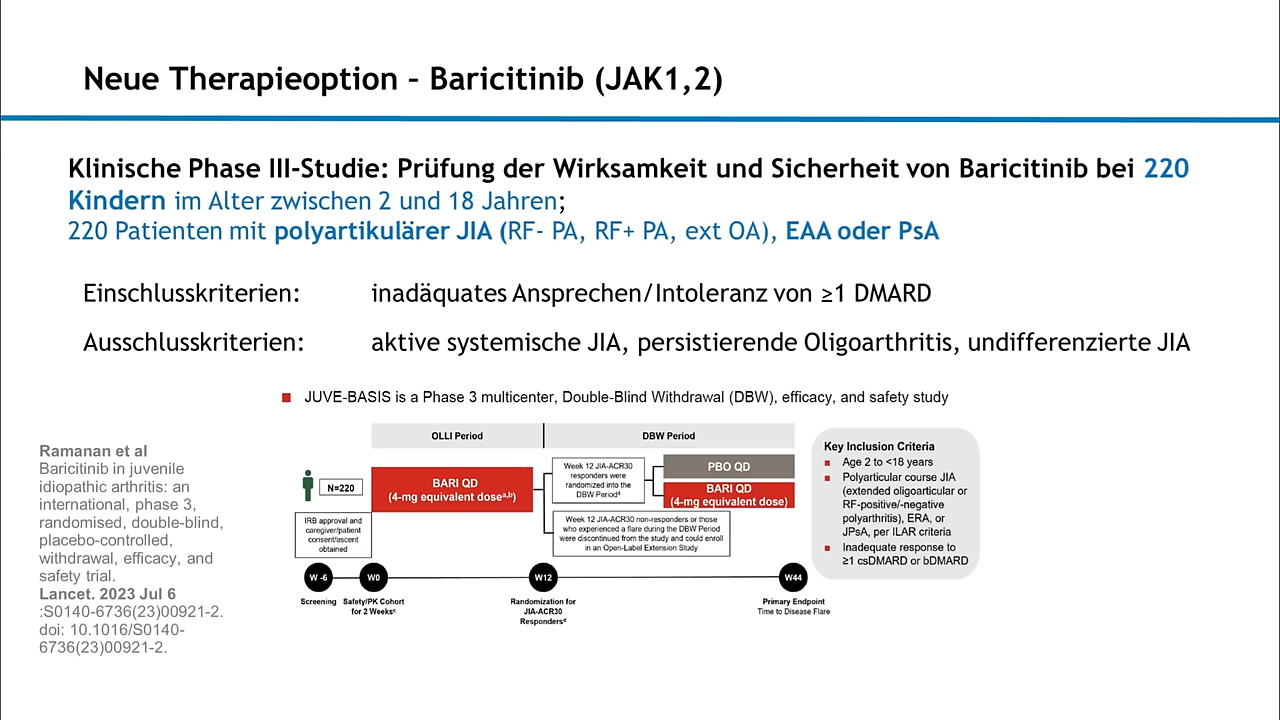 Neue Therapieoption – Baricitinib (JAK1,2)
Klinische Phase III-Studie: Prüfung der Wirksamkeit und Sicherheit von Baricitinib bei 220
Kindern im Alter zwischen 2 und 18 Jahren;
220 Patienten mit polyartikulärer JIA (RF- PA, RF+ PA, ext OA), EAA oder PsA
Einschlusskriterien: inadäquates Ansprechen/Intoleranz von ≥1 DMARD
Ausschlusskriterien: aktive systemische JIA, persistierende Oligoarthritis, undifferenzierte JIA
JUVE-BASIS is a Phase 3 multicenter, Double-Blind Withdrawal (DBW), efficacy, and safety study
Ramanan et al
Baricitinib in juvenile
idiopathic arthritis: an
international, phase 3,
randomised, double-blind,
placebo-controlled,
withdrawal, efficacy, and
safety trial.
Lancet. 2023 Jul 6
:S0140-6736(23)00921-2.
doi: 10.1016/S0140-
6736(23)00921-2.
OLLI Period
DBW Period
N=220
BARI QD
(4-mg equivalent doseᵃ,ᵇ)
IRB approval and
caregiver/patient
consent/ascent
obtained
Week 12 JIA-ACR30
responders were
randomized into the
DBW Periodᵈ
PBO QD
BARI QD
(4-mg equivalent dose)
Week 12 JIA-ACR30 non-responders or those
who experienced a flare during the DBW Period
were discontinued from the study and could enroll
in an Open-Label Extension Study
W -6
W0
W12
W44
Screening
Safety/PK Cohort
for 2 Weeksᶜ
Randomization for
JIA-ACR30
Respondersᵈ
Primary Endpoint
Time to Disease Flare
Key Inclusion Criteria
Age 2 to <18 years
Polyarticular course JIA
(extended oligoarticular or
RF-positive/-negative
polyarthritis), ERA, or
JPsA, per ILAR criteria
Inadequate response to
≥1 csDMARD or bDMARD